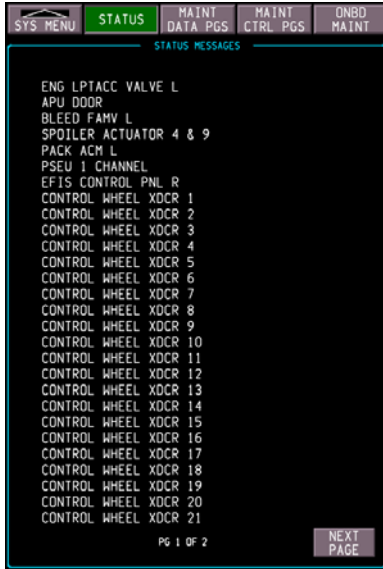 SYS MENU
STATUS
MAINT
DATA PGS
MAINT
CTRL PGS
ONBD
MAINT
STATUS MESSAGES
ENG LPTACC VALVE L
APU DOOR
BLEED FAMV L
SPOILER ACTUATOR 4 & 9
PACK ACM L
PSEU 1 CHANNEL
EFIS CONTROL PNL R
CONTROL WHEEL XDCR 1
CONTROL WHEEL XDCR 2
CONTROL WHEEL XDCR 3
CONTROL WHEEL XDCR 4
CONTROL WHEEL XDCR 5
CONTROL WHEEL XDCR 6
CONTROL WHEEL XDCR 7
CONTROL WHEEL XDCR 8
CONTROL WHEEL XDCR 9
CONTROL WHEEL XDCR 10
CONTROL WHEEL XDCR 11
CONTROL WHEEL XDCR 12
CONTROL WHEEL XDCR 13
CONTROL WHEEL XDCR 14
CONTROL WHEEL XDCR 15
CONTROL WHEEL XDCR 16
CONTROL WHEEL XDCR 17
CONTROL WHEEL XDCR 18
CONTROL WHEEL XDCR 19
CONTROL WHEEL XDCR 20
CONTROL WHEEL XDCR 21
PG 1 OF 2
NEXT
PAGE